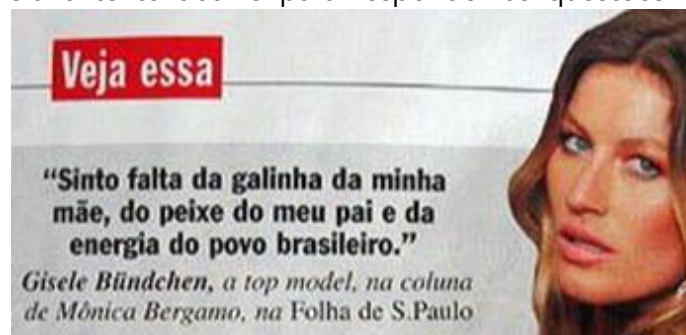 Veja essa
“Sinto falta da galinha da minha
mãe, do peixe do meu pai e da
energia do povo brasileiro.”
Gisele Bündchen, a top model, na coluna
de Mônica Bergamo, na Folha de S.Paulo